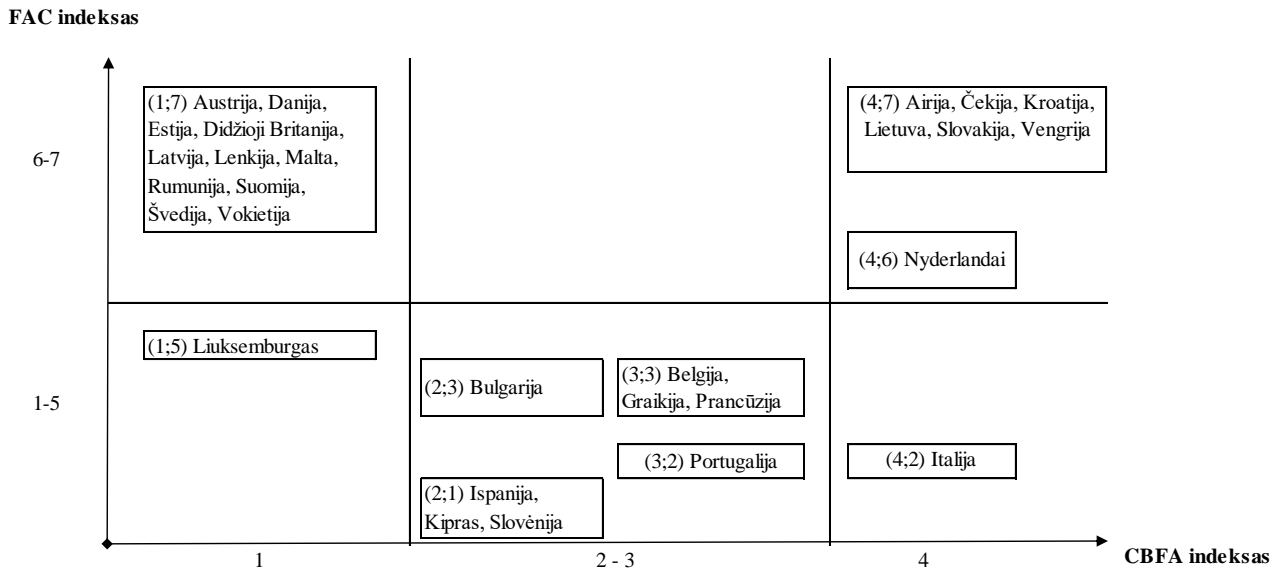 FAC indeksas
(1;7) Austrija, Danija,
Estija, Didžioji Britanija,
Latvija, Lenkija, Malta,
Rumunija, Suomija,
Švedija, Vokietija
(4;7) Airija, Čekija, Kroatija,
Lietuva, Slovakija, Vengrija
6-7
(4;6) Nyderlandai
(1;5) Liuksemburgas
(2;3) Bulgarija
(3;3) Belgija,
Graikija, Prancūzija
1-5
(3;2) Portugalija
(4;2) Italija
(2;1) Ispanija,
Kipras, Slovėnija
1
2 - 3
4
CBFA indeksas